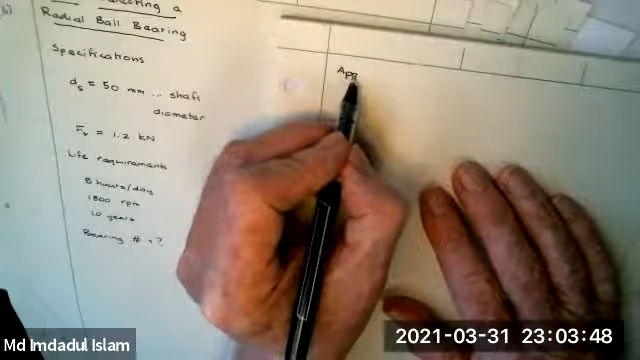 Selecting a
Radial Ball Bearing
Specifications
ds = 50 mm ... shaft
diameter
Fr = 1.2 kN
Life requirements
8 hours/day
1800 rpm
10 years
Bearing # = ?
App
Md Imdadul Islam
2021-03-31 23:03:48